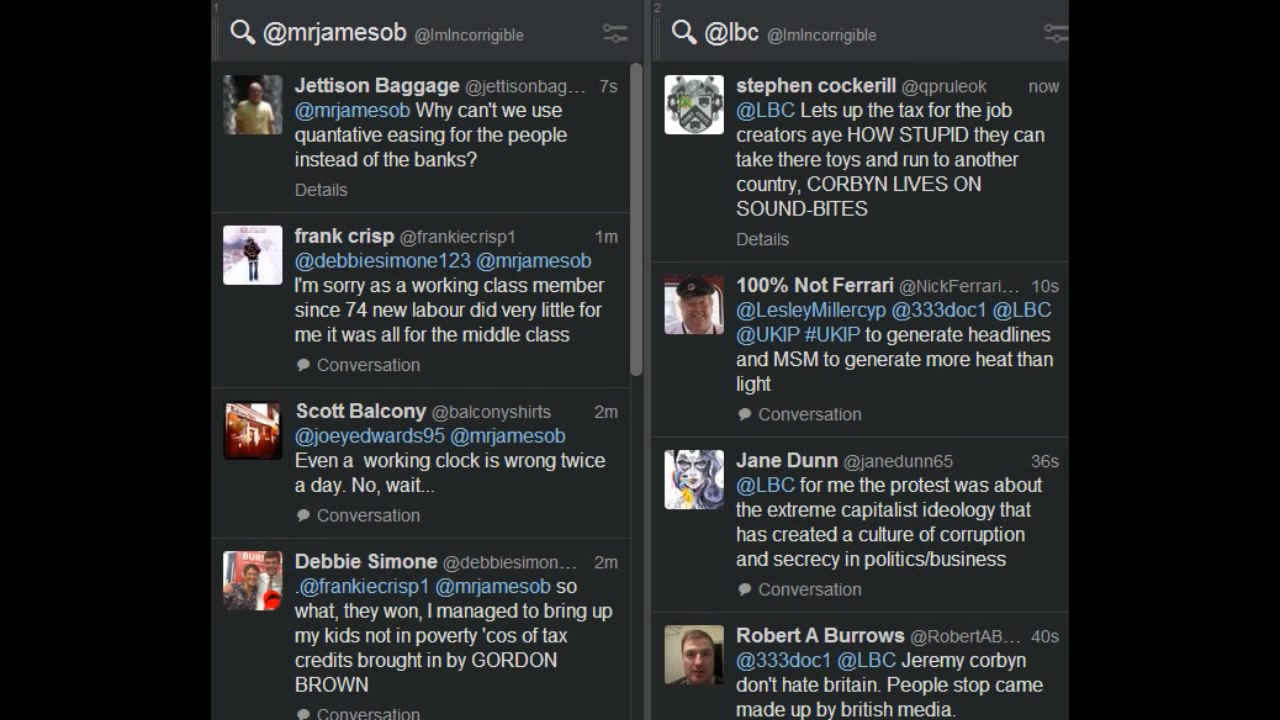 1
@mrjamesob @ImIncorrigible
Jettison Baggage @jettisonbag... 7s
@mrjamesob Why can't we use
quantative easing for the people
instead of the banks?
Details
frank crisp @frankiecrisp1 1m
@debbiesimone123 @mrjamesob
I'm sorry as a working class member
since 74 new labour did very little for
me it was all for the middle class
Conversation
Scott Balcony @balconyshirts 2m
@joeyedwards95 @mrjamesob
Even a  working clock is wrong twice
a day. No, wait...
Conversation
Debbie Simone @debbiesimon... 2m
.@frankiecrisp1 @mrjamesob so
what, they won, I managed to bring up
my kids not in poverty 'cos of tax
credits brought in by GORDON
BROWN
Conversation
2
@lbc @ImIncorrigible
stephen cockerill @qpruleok now
@LBC Lets up the tax for the job
creators aye HOW STUPID they can
take there toys and run to another
country, CORBYN LIVES ON
SOUND-BITES
Details
100% Not Ferrari @NickFerrari... 10s
@LesleyMillercyp @333doc1 @LBC
@UKIP #UKIP to generate headlines
and MSM to generate more heat than
light
Conversation
Jane Dunn @janedunn65 36s
@LBC for me the protest was about
the extreme capitalist ideology that
has created a culture of corruption
and secrecy in politics/business
Conversation
Robert A Burrows @RobertAB... 40s
@333doc1 @LBC Jeremy corbyn
don't hate britain. People stop came
made up by british media.